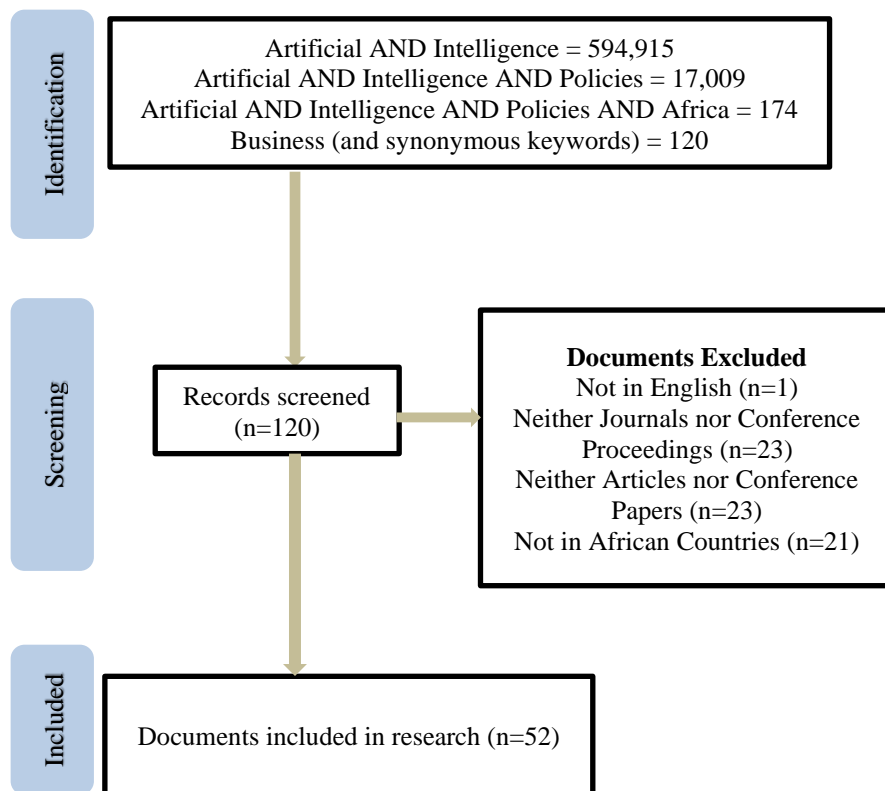 Identification
Artificial AND Intelligence = 594,915
Artificial AND Intelligence AND Policies = 17,009
Artificial AND Intelligence AND Policies AND Africa = 174
Business (and synonymous keywords) = 120
Screening
Records screened
(n=120)
Documents Excluded
Not in English (n=1)
Neither Journals nor Conference
Proceedings (n=23)
Neither Articles nor Conference
Papers (n=23)
Not in African Countries (n=21)
Included
Documents included in research (n=52)